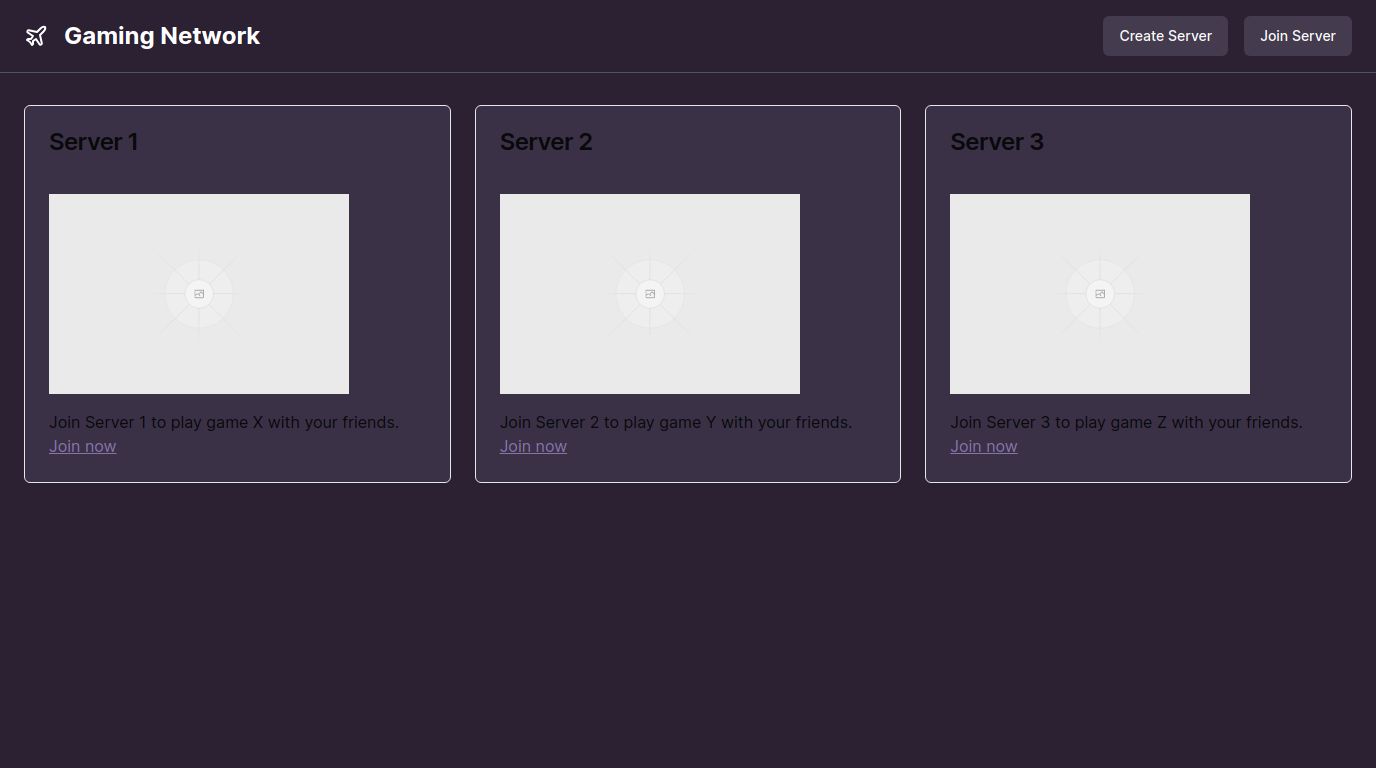 Gaming Network
Create Server
Join Server
Server 1
Server 2
Server 3
Join Server 1 to play game X with your friends.
Join now
Join Server 2 to play game Y with your friends.
Join now
Join Server 3 to play game Z with your friends.
Join now